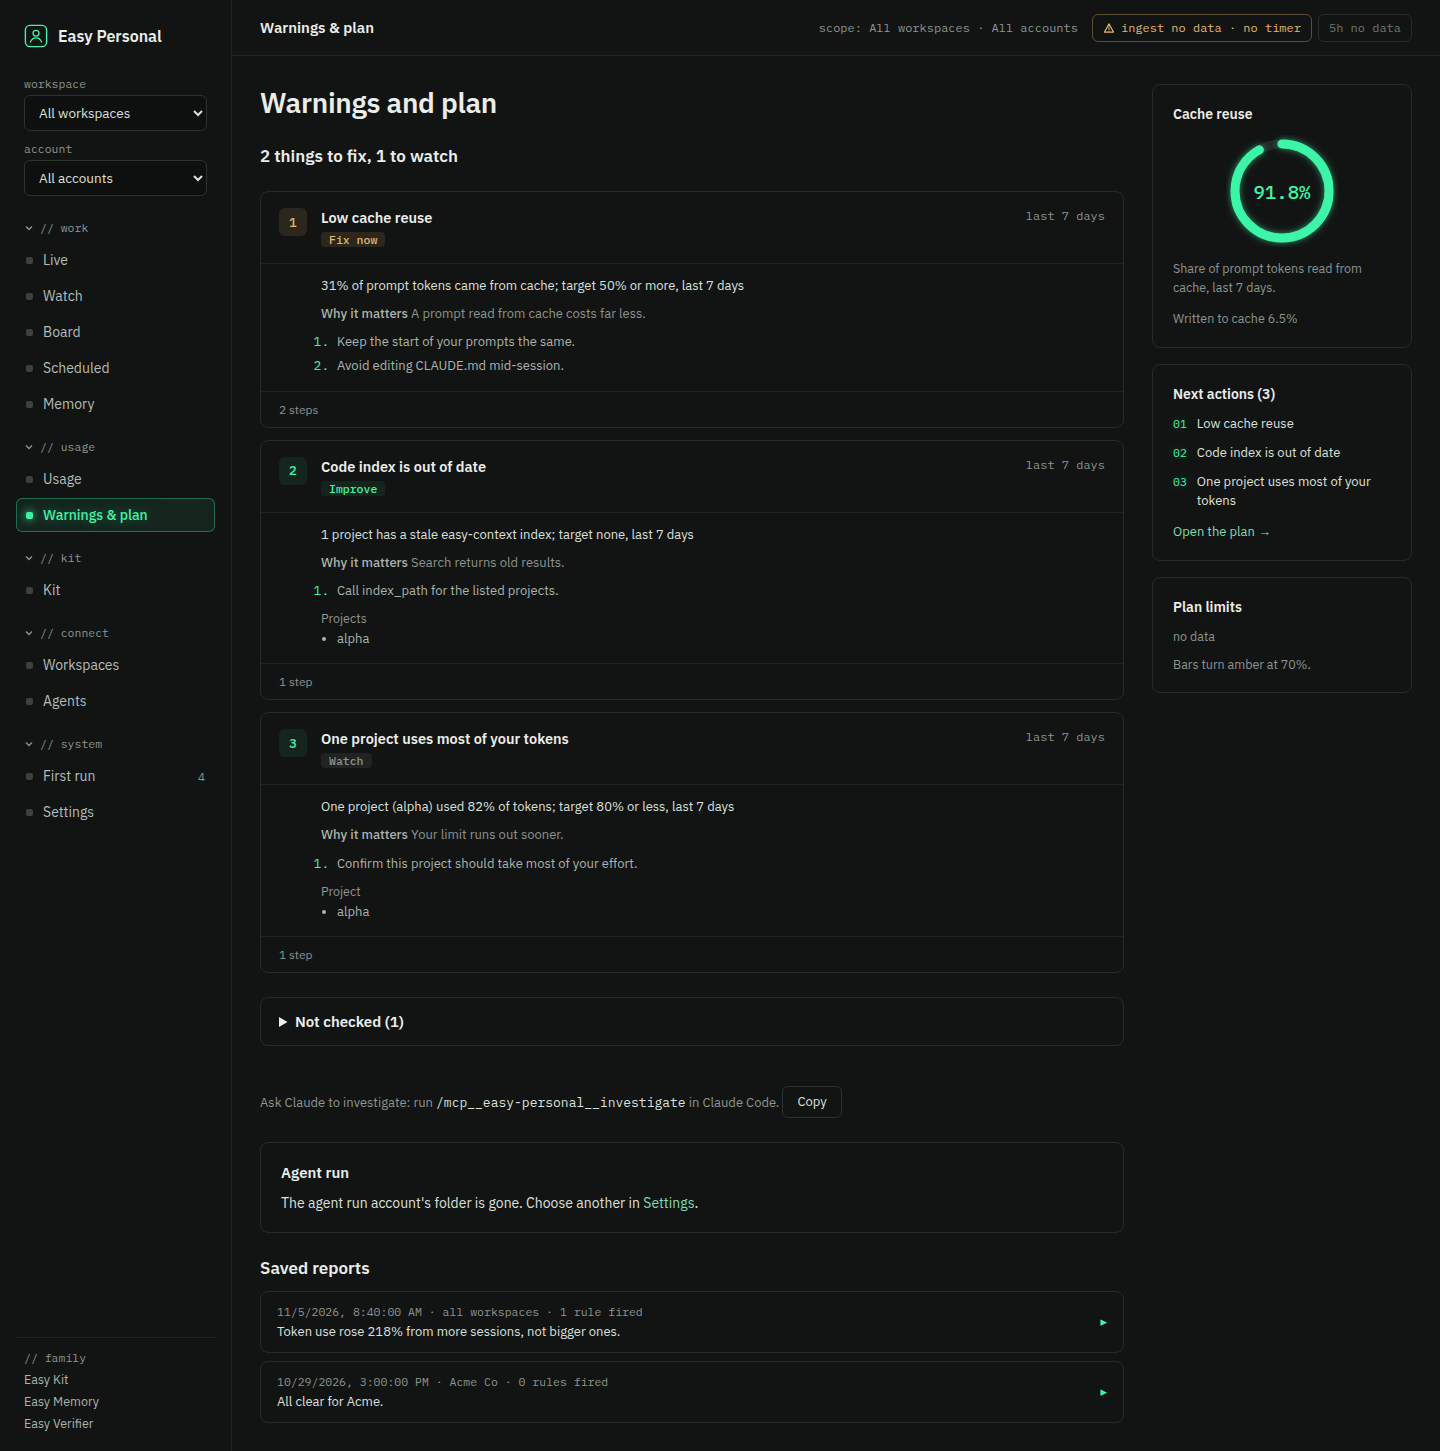 Easy Personal
workspace
All workspaces
account
All accounts
// work
Live
Watch
Board
Scheduled
Memory
// usage
Usage
Warnings & plan
// kit
Kit
// connect
Workspaces
Agents
// system
First run 4
Settings
// family
Easy Kit
Easy Memory
Easy Verifier
Warnings & plan
scope: All workspaces · All accounts
ingest no data · no timer
5h no data
Warnings and plan
2 things to fix, 1 to watch
1 Low cache reuse last 7 days
Fix now
31% of prompt tokens came from cache; target 50% or more, last 7 days
Why it matters A prompt read from cache costs far less.
1. Keep the start of your prompts the same.
2. Avoid editing CLAUDE.md mid-session.
2 steps
2 Code index is out of date last 7 days
Improve
1 project has a stale easy-context index; target none, last 7 days
Why it matters Search returns old results.
1. Call index_path for the listed projects.
Projects
• alpha
1 step
3 One project uses most of your tokens last 7 days
Watch
One project (alpha) used 82% of tokens; target 80% or less, last 7 days
Why it matters Your limit runs out sooner.
1. Confirm this project should take most of your effort.
Project
• alpha
1 step
Not checked (1)
Ask Claude to investigate: run /mcp__easy-personal__investigate in Claude Code. Copy
Agent run
The agent run account's folder is gone. Choose another in Settings.
Saved reports
11/5/2026, 8:40:00 AM · all workspaces · 1 rule fired
Token use rose 218% from more sessions, not bigger ones.
10/29/2026, 3:00:00 PM · Acme Co · 0 rules fired
All clear for Acme.
Cache reuse
91.8%
Share of prompt tokens read from
cache, last 7 days.
Written to cache 6.5%
Next actions (3)
01 Low cache reuse
02 Code index is out of date
03 One project uses most of your
tokens
Open the plan →
Plan limits
no data
Bars turn amber at 70%.